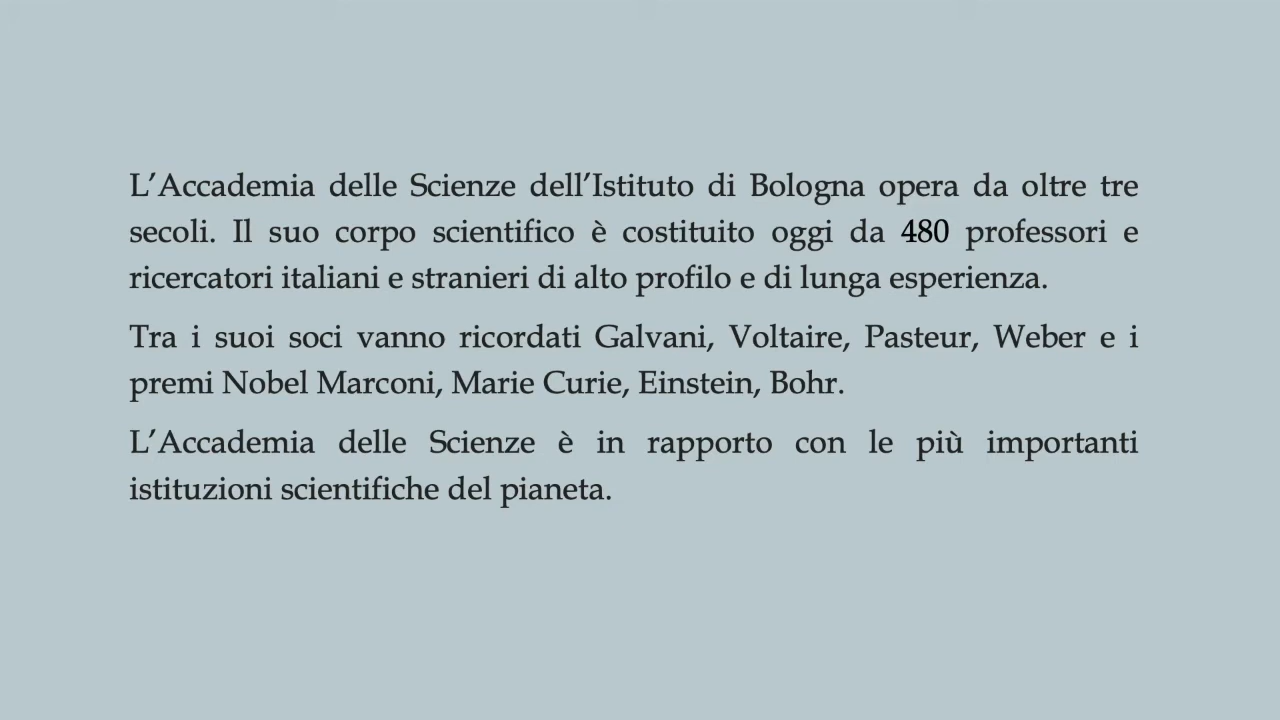 L’Accademia delle Scienze dell’Istituto di Bologna opera da oltre tre
secoli. Il suo corpo scientifico è costituito oggi da 480 professori e
ricercatori italiani e stranieri di alto profilo e di lunga esperienza.
Tra i suoi soci vanno ricordati Galvani, Voltaire, Pasteur, Weber e i
premi Nobel Marconi, Marie Curie, Einstein, Bohr.
L’Accademia delle Scienze è in rapporto con le più importanti
istituzioni scientifiche del pianeta.